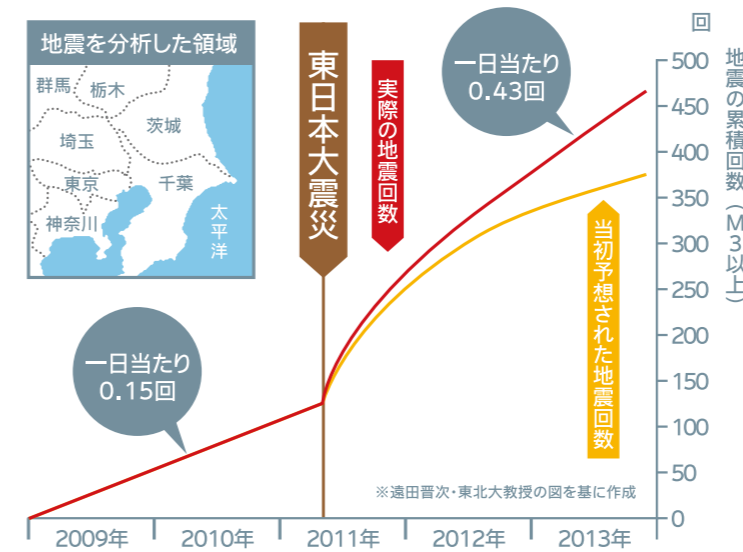 地震を分析した領域
群馬
栃木
埼玉
茨城
東京
千葉
神奈川
太平洋
東日本大震災
実際の地震回数
一日当たり
0.43回
当初予想された地震回数
一日当たり
0.15回
回
地震の累積回数（M3以上）
500
450
400
350
300
250
200
150
100
50
0
※遠田晋次・東北大教授の図を基に作成
2009年
2010年
2011年
2012年
2013年